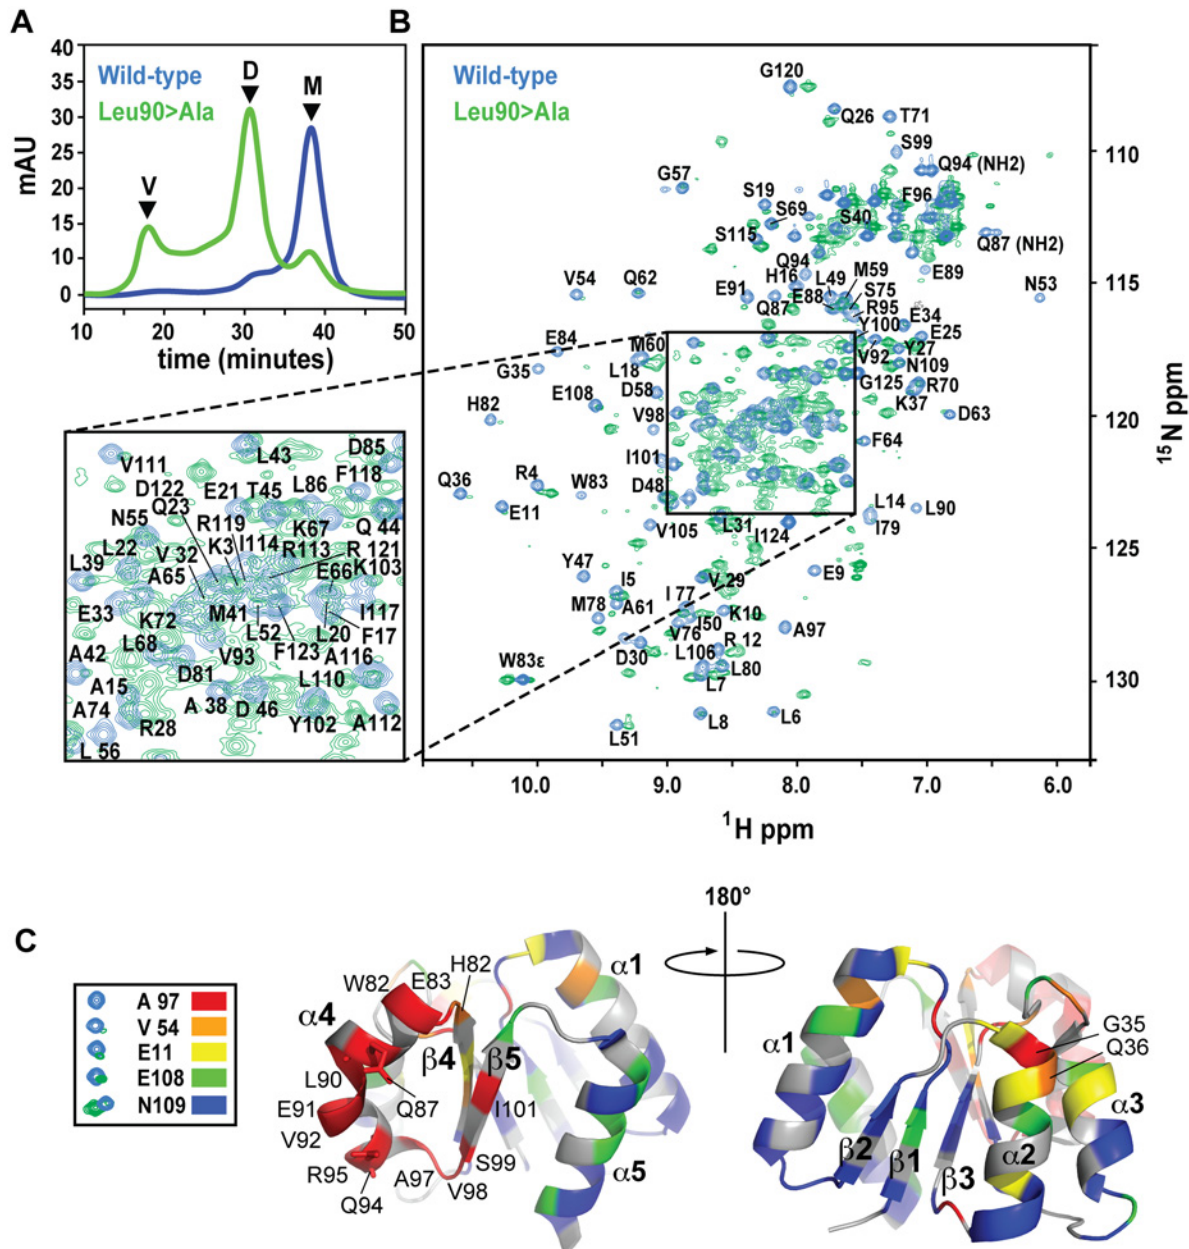 A
B
40
35
30
25
20
15
10
5
0
mAU
Wild-type
Leu90>Ala
V
D
M
10
20
30
40
50
time (minutes)
Wild-type
Leu90>Ala
G120
Q26
T71
S99
Q94 (NH2)
G57
S19
S69
F96
S40
S115
Q87 (NH2)
Q94
H16
L49
M59
E89
V54
Q62
E91
E88
S75
N53
Q87
R95
E34
Y100
E25
E84
M60
V92
Y27
G35
L18
N109
D58
G125
R70
E108
K37
H82
V98
D63
F64
I101
Q36
R4
W83
D48
L14
L90
E11
L31
I79
V105
I124
Y47
I5
V 29
E9
M78
A61
I 77
K10
I50
V76
R 12
A97
D30
L106
W83ε
L80
L7
L8
L6
L51
110
115
120
125
130
15N ppm
10.0
9.0
8.0
7.0
6.0
1H ppm
L43
D85
V111
L86
F118
D122
E21
T45
Q23
R119
K67
Q 44
N55
K3
I114
R113
R 121
L22
V 32
K103
L39
A65
E66
E33
M41
I117
K72
L52
L20
F17
L68
V93
F123
A116
A42
D81
L110
A15
A74
A 38
D 46
Y102
A112
R28
L 56
C
180°
A 97
V 54
E11
E108
N109
W82
E83
H82
α1
α4
β4
β5
L90
Q87
I101
E91
V92
R95
A97
S99
α5
Q94
V98
G35
Q36
α1
α3
β2
β1
α2
β3